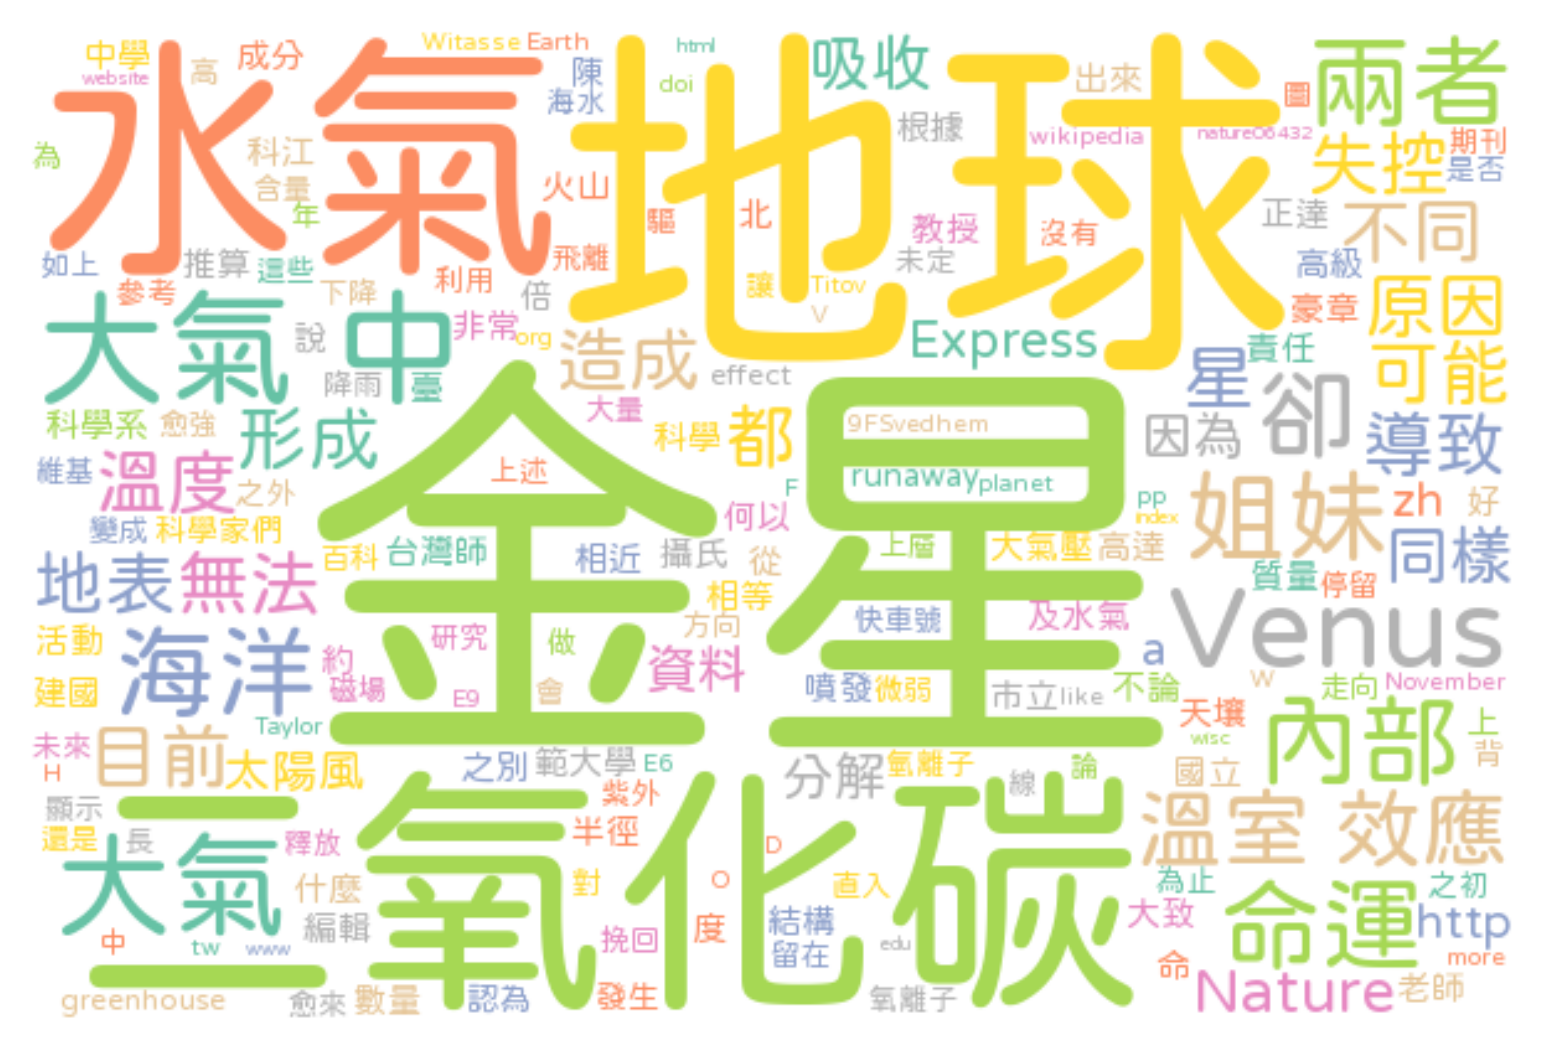 中學 website 高 成分 Witasse Earth html doi
陳 海水 吸收 出來 圖 兩者
水氣 地球
為 科江 含量 年 火山 驅 北 根據 教授 沒有 wikipedia nature06432 失控 期刊 是否
如上 推算 這些 參考 下降 利用 倍 飛離 讓 Titov V 未定 正達 不同 高級 豪章
大氣 中 說 降雨 臺 非常 org 造成 effect Express 星 責任 原因 可能
科學系 愈強 形成 大量 科學 都 9FSvedhem 因為 卻 導致
維基 溫度 之外 上述 runaway planet F 何以 pp index 姐妹 zh 好
金星
變成 科學家們 百科 台灣師 相近 攝氏 從 上層 大氣壓 高達 同樣
地表 無法 相等 方向 快車號 及水氣 質量 停留 Venus
活動 海洋 約 磁場 研究 做 資料 a
建國 E9 會 噴發 微弱 市立 like 不論 W 走向 November
未來 H 目前 Taylor 太陽風 之別 範大學 E6 分解 氫離子 天壤 wisc 國立 內部 上 背
顯示 紫外 線 論
二氧化碳
還是 大氣 長 釋放 半徑 D 溫室 效應
什麼 對 O 直入 為止 之初
中 tw www 編輯 挽回 度 結構 留在 edu 大致 命運 http
命 more
greenhouse 愈來 數量 認為 發生 氧離子 Nature 老師